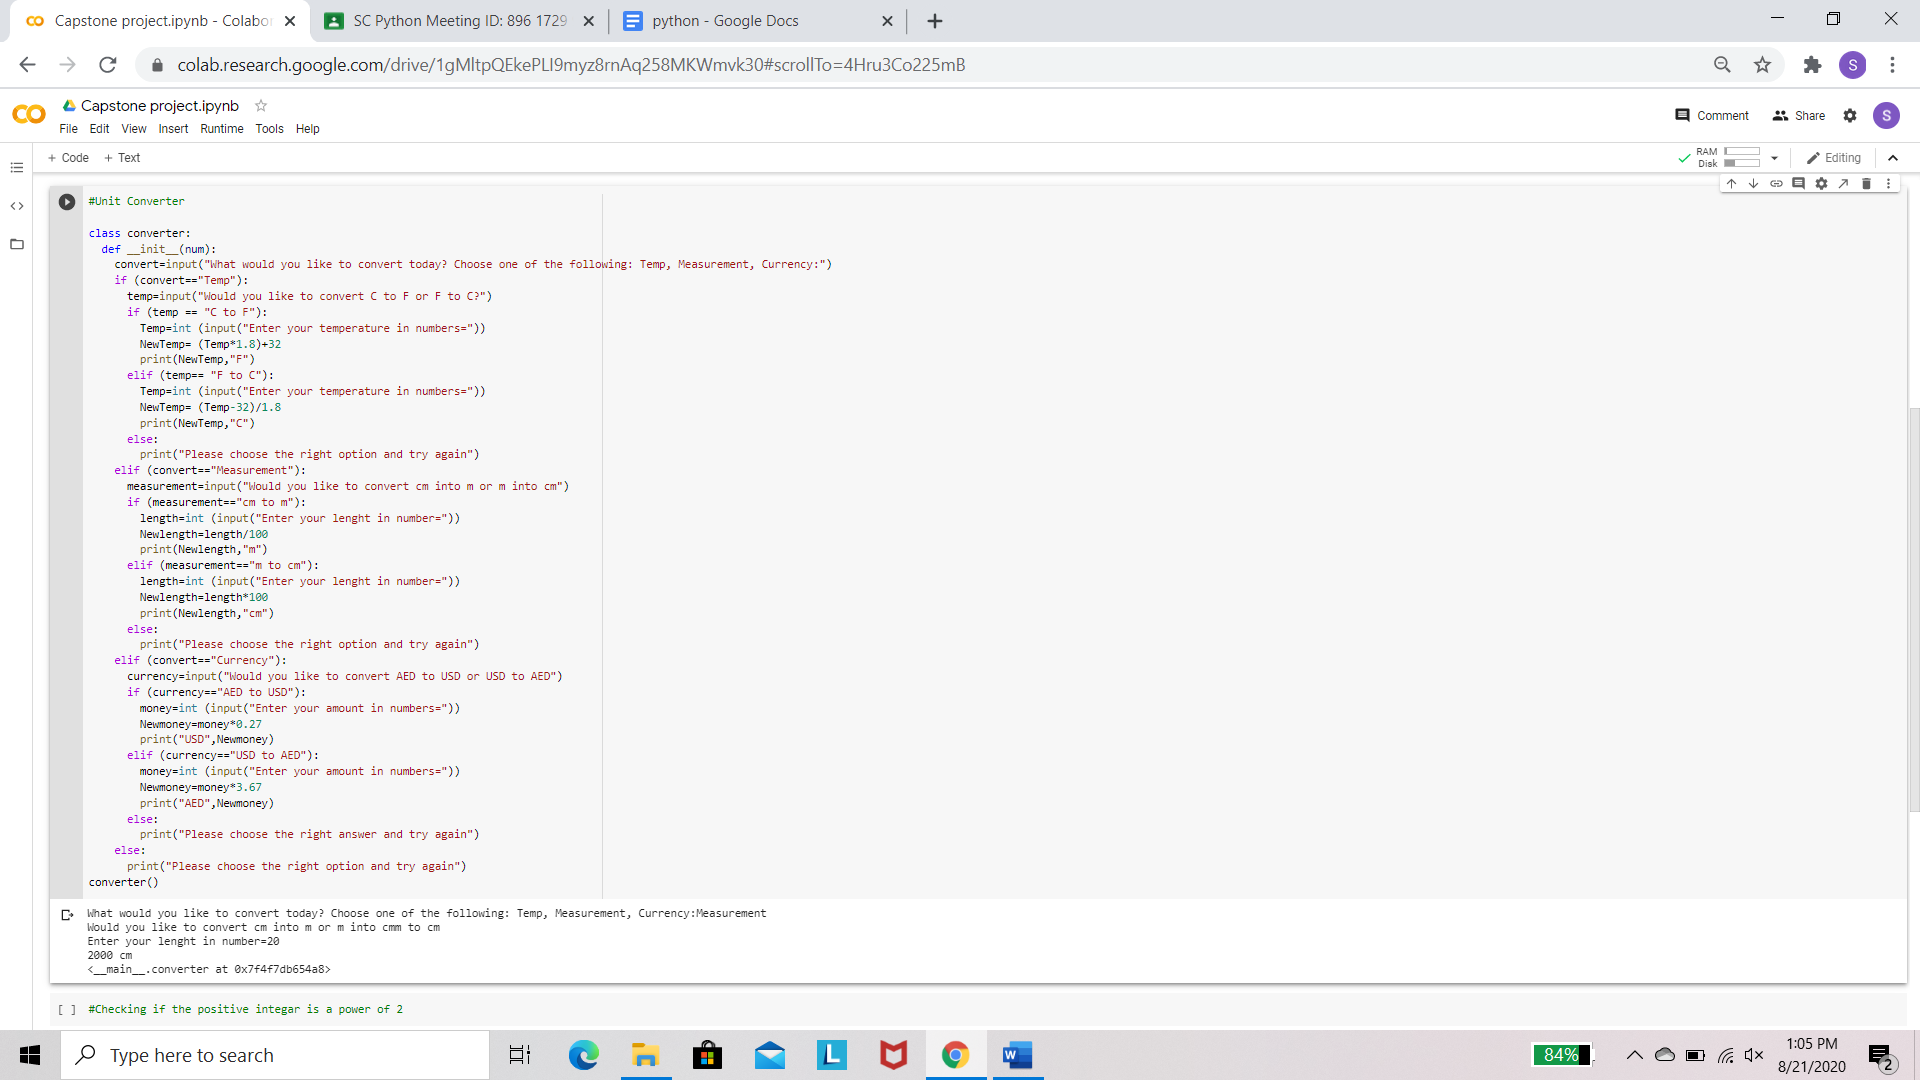 Capstone project.ipynb - Colabor
SC Python Meeting ID: 896 1729
python - Google Docs
colab.research.google.com/drive/1gMltpQEkePLI9myz8rnAq258MKWmvk30#scrollTo=4Hru3Co225mB
S
CO
Capstone project.ipynb
File Edit View Insert Runtime Tools Help
Comment
Share
S
+ Code + Text
RAM
Disk
Editing
#Unit Converter
class converter:
  def __init__(num):
    convert=input("What would you like to convert today? Choose one of the following: Temp, Measurement, Currency:")
    if (convert=="Temp"):
      temp=input("Would you like to convert C to F or F to C?")
      if (temp == "C to F"):
        Temp=int (input("Enter your temperature in numbers="))
        NewTemp= (Temp*1.8)+32
        print(NewTemp,"F")
      elif (temp== "F to C"):
        Temp=int (input("Enter your temperature in numbers="))
        NewTemp= (Temp-32)/1.8
        print(NewTemp,"C")
      else:
        print("Please choose the right option and try again")
    elif (convert=="Measurement"):
      measurement=input("Would you like to convert cm into m or m into cm")
      if (measurement=="cm to m"):
        length=int (input("Enter your lenght in number="))
        Newlength=length/100
        print(Newlength,"m")
      elif (measurement=="m to cm"):
        length=int (input("Enter your lenght in number="))
        Newlength=length*100
        print(Newlength,"cm")
      else:
        print("Please choose the right option and try again")
    elif (convert=="Currency"):
      currency=input("Would you like to convert AED to USD or USD to AED")
      if (currency=="AED to USD"):
        money=int (input("Enter your amount in numbers="))
        Newmoney=money*0.27
        print("USD",Newmoney)
      elif (currency=="USD to AED"):
        money=int (input("Enter your amount in numbers="))
        Newmoney=money*3.67
        print("AED",Newmoney)
      else:
        print("Please choose the right answer and try again")
    else:
      print("Please choose the right option and try again")
converter()
What would you like to convert today? Choose one of the following: Temp, Measurement, Currency:Measurement
Would you like to convert cm into m or m into cmm to cm
Enter your lenght in number=20
2000 cm
<__main__.converter at 0x7f4f7db654a8>
[ ] #Checking if the positive integar is a power of 2
Type here to search
L
W
84%
1:05 PM
8/21/2020
2